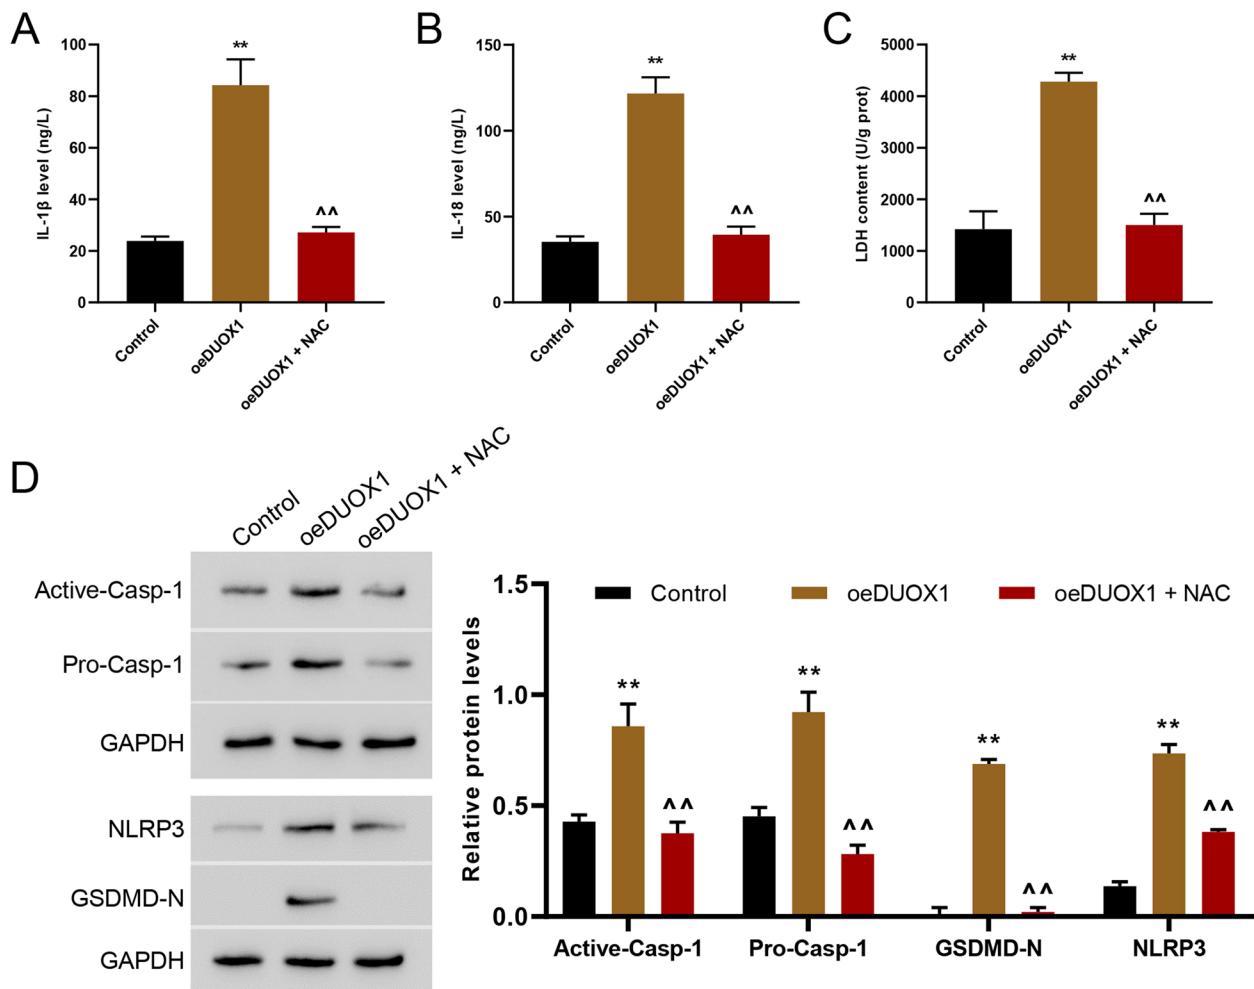 A
IL-1β level (ng/L)
100
80
60
40
20
0
**
^^
Control
oeDUOX1
oeDUOX1 + NAC
B
IL-18 level (ng/L)
150
100
50
0
**
^^
Control
oeDUOX1
oeDUOX1 + NAC
C
LDH content (U/g prot)
5000
4000
3000
2000
1000
0
**
^^
Control
oeDUOX1
oeDUOX1 + NAC
D
Control
oeDUOX1
oeDUOX1 + NAC
Active-Casp-1
Pro-Casp-1
GAPDH
NLRP3
GSDMD-N
GAPDH
Relative protein levels
1.5
1.0
0.5
0.0
Control
oeDUOX1
oeDUOX1 + NAC
**
^^
**
^^
**
^^
**
^^
Active-Casp-1
Pro-Casp-1
GSDMD-N
NLRP3